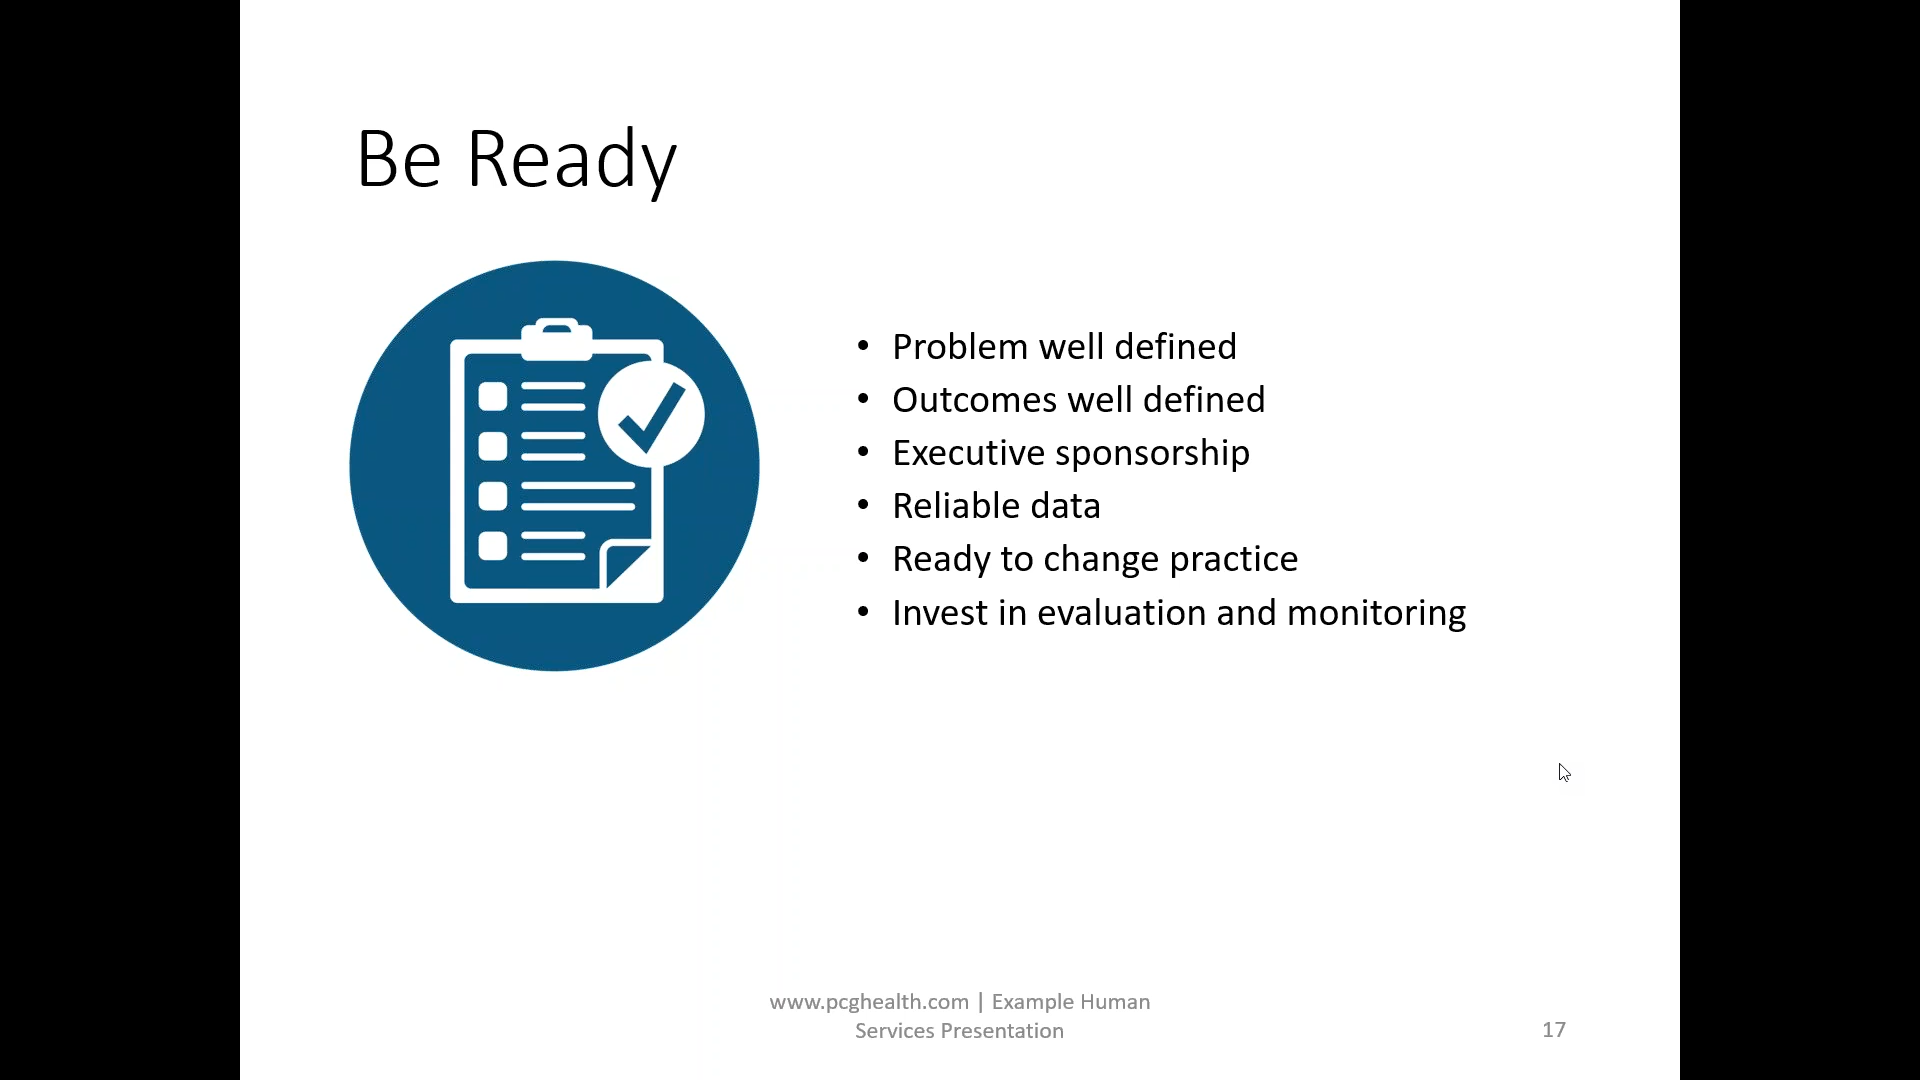 Be Ready
• Problem well defined
• Outcomes well defined
• Executive sponsorship
• Reliable data
• Ready to change practice
• Invest in evaluation and monitoring
www.pcghealth.com | Example Human
Services Presentation
17